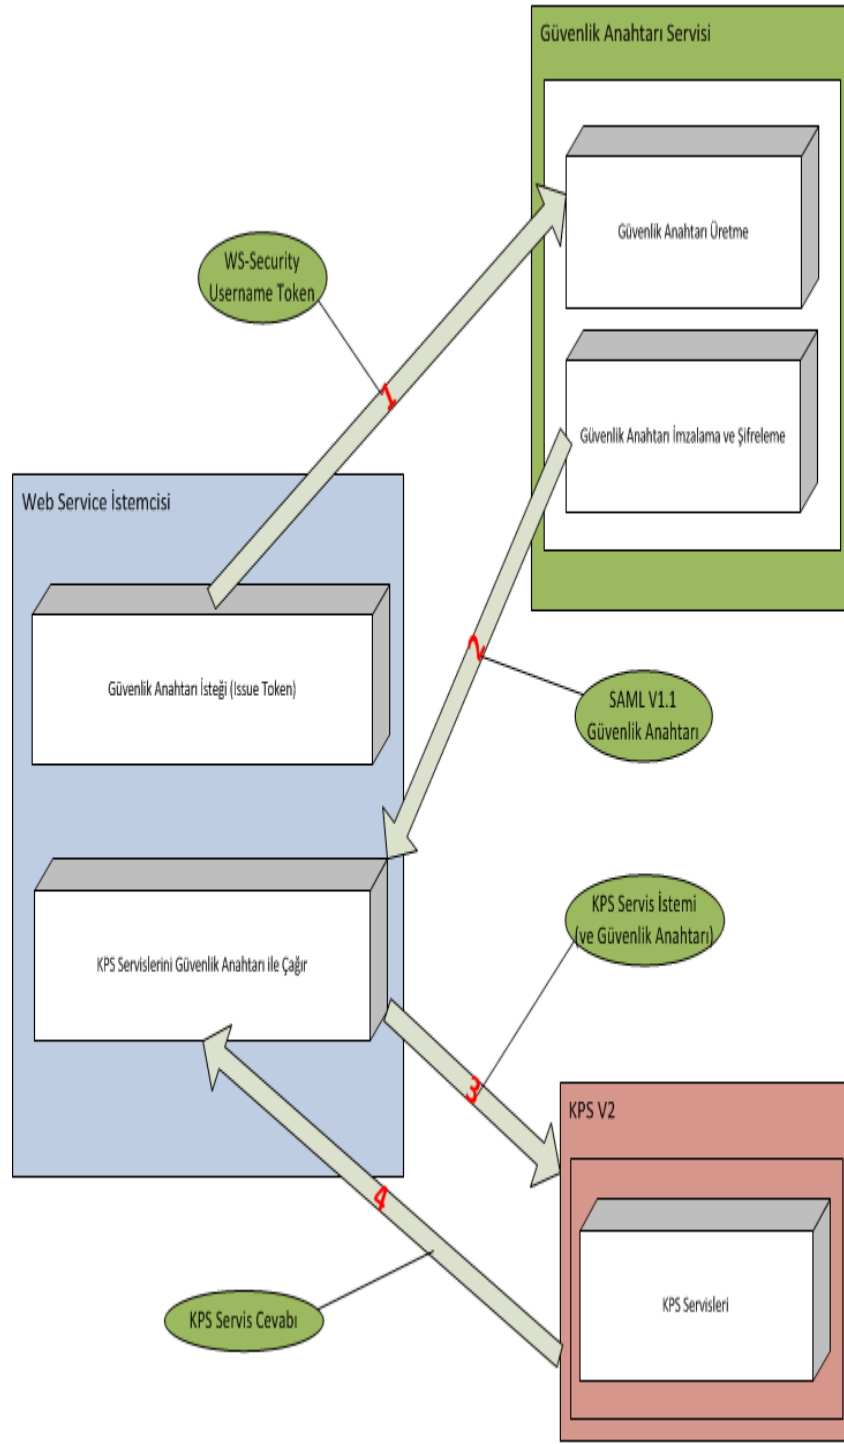 Güvenlik Anahtarı Servisi
Güvenlik Anahtarı Üretme
WS-Security
Username Token
1
Güvenlik Anahtarı İmzalama ve Şifreleme
Web Service İstemcisi
Güvenlik Anahtarı İsteği (Issue Token)
2
SAML V1.1
Güvenlik Anahtarı
KPS Servislerini Güvenlik Anahtarı ile Çağır
KPS Servis İstemi
(ve Güvenlik Anahtarı)
3
KPS V2
4
KPS Servisleri
KPS Servis Cevabı